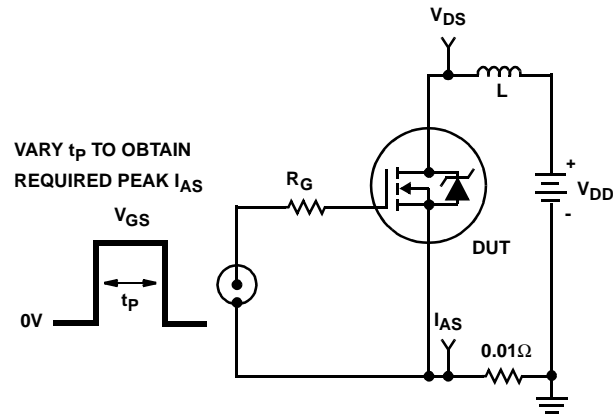 V_DS
L
VARY t_P TO OBTAIN
REQUIRED PEAK I_AS
R_G
+
V_DD
-
V_GS
DUT
t_P
0V
I_AS
0.01Ω